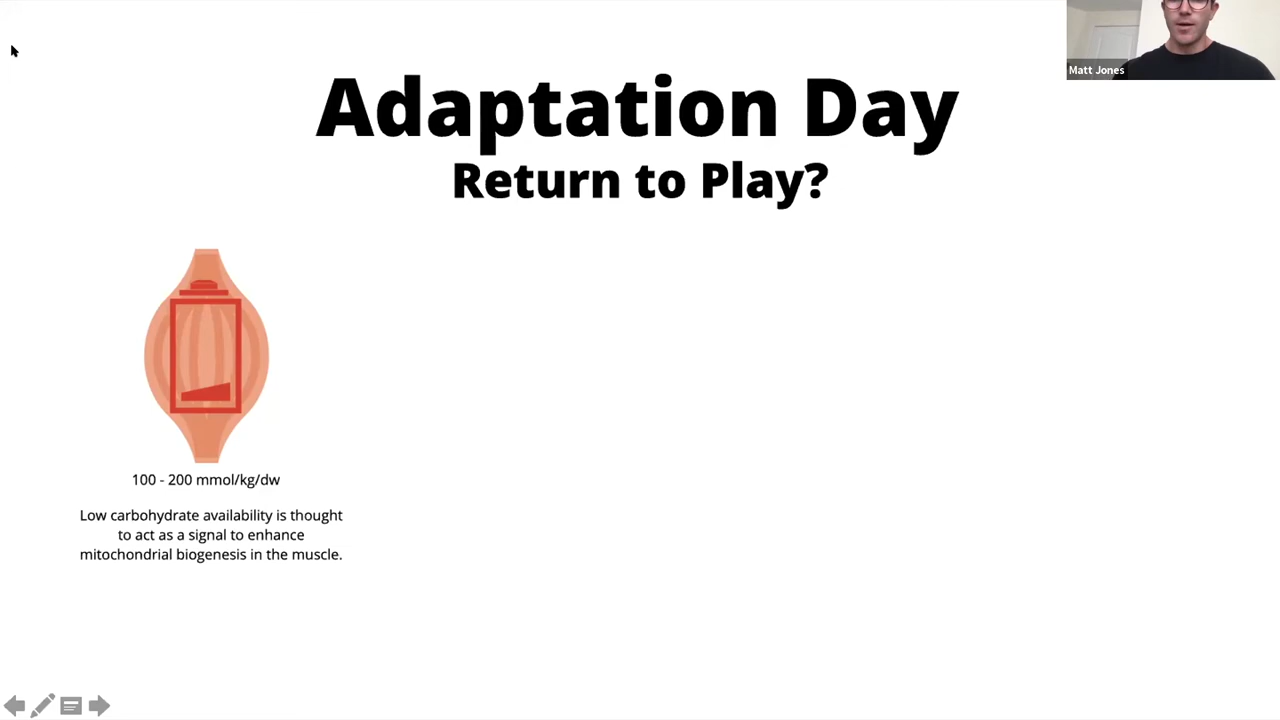 Matt Jones
Adaptation Day
Return to Play?
100 - 200 mmol/kg/dw
Low carbohydrate availability is thought
to act as a signal to enhance
mitochondrial biogenesis in the muscle.